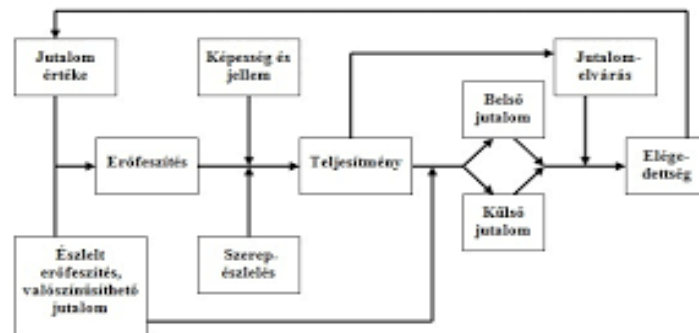 Jutalom
értéke
Képesség és
jellem
Jutalom-
elvárás
Belső
jutalom
Erőfeszítés
Teljesítmény
Elége-
dettség
Külső
jutalom
Észlelt
erőfeszítés,
valószínűsíthető
jutalom
Szerep-
észlelés